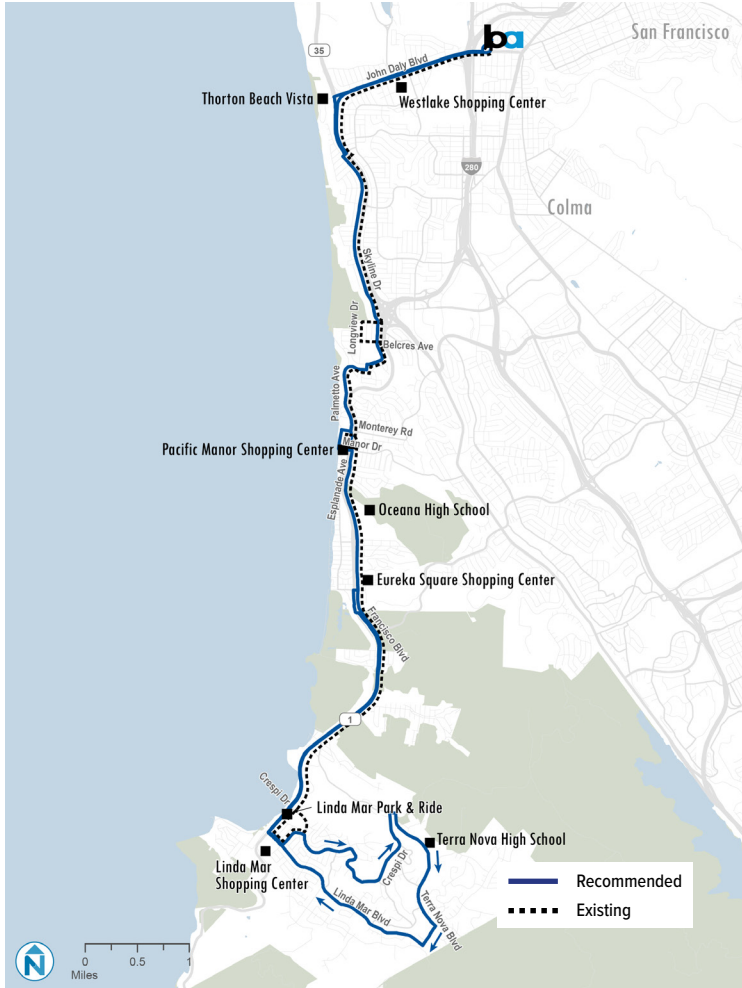 San Francisco
ba
35
John Daly Blvd
Thorton Beach Vista
Westlake Shopping Center
280
Colma
Skyline Dr
Longview Dr
Belcres Ave
Palmetto Ave
Monterey Rd
Manor Dr
Pacific Manor Shopping Center
Esplanade Ave
Oceana High School
Eureka Square Shopping Center
Francisco Blvd
1
Crespi Dr
Linda Mar Park & Ride
Terra Nova High School
Linda Mar
Shopping Center
Crespi Dr
Linda Mar Blvd
Terra Nova Blvd
Recommended
Existing
N
0 0.5 1
Miles